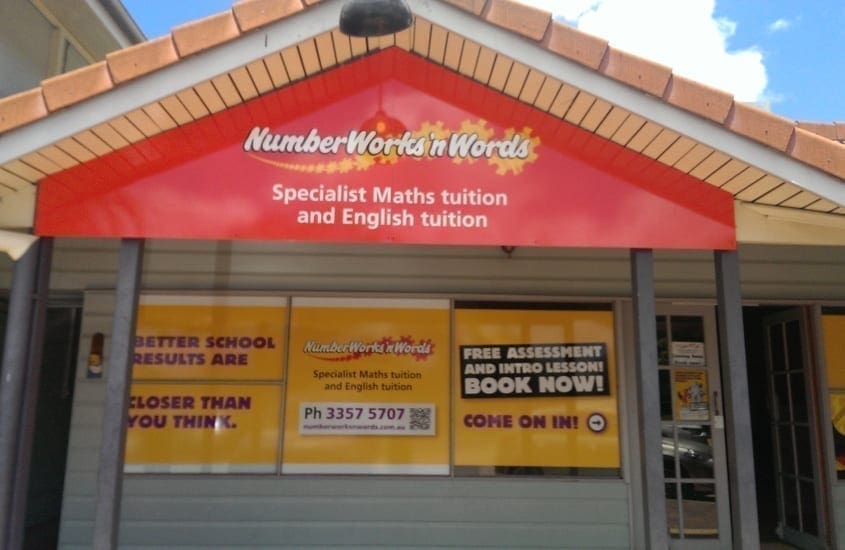 NumberWorks'nWords
Specialist Maths tuition
and English tuition
BETTER SCHOOL
RESULTS ARE
CLOSER THAN
YOU THINK.
NumberWorks'nWords
Specialist Maths tuition
and English tuition
Ph 3357 5707
numberworksnwords.com.au
FREE ASSESSMENT
AND INTRO LESSON!
BOOK NOW!
COME ON IN!